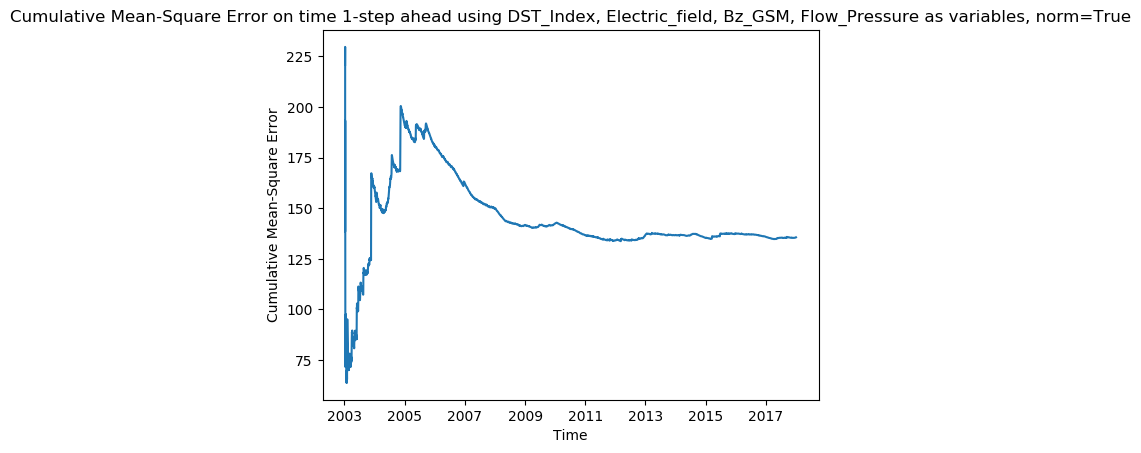 Cumulative Mean-Square Error on time 1-step ahead using DST_Index, Electric_field, Bz_GSM, Flow_Pressure as variables, norm=True
Cumulative Mean-Square Error
225
200
175
150
125
100
75
2003 2005 2007 2009 2011 2013 2015 2017
Time